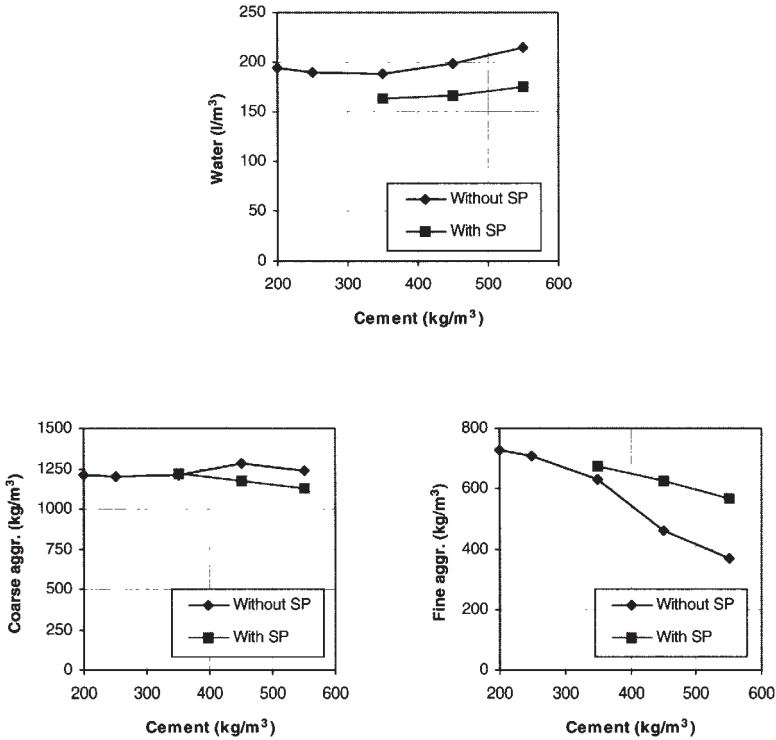 250
200
150
100
50
0
Water (l/m³)
Without SP
With SP
200 300 400 500 600
Cement (kg/m³)
1500
1250
1000
750
500
250
0
Coarse aggr. (kg/m³)
Without SP
With SP
200 300 400 500 600
Cement (kg/m³)
800
600
400
200
0
Fine aggr. (kg/m³)
Without SP
With SP
200 300 400 500 600
Cement (kg/m³)